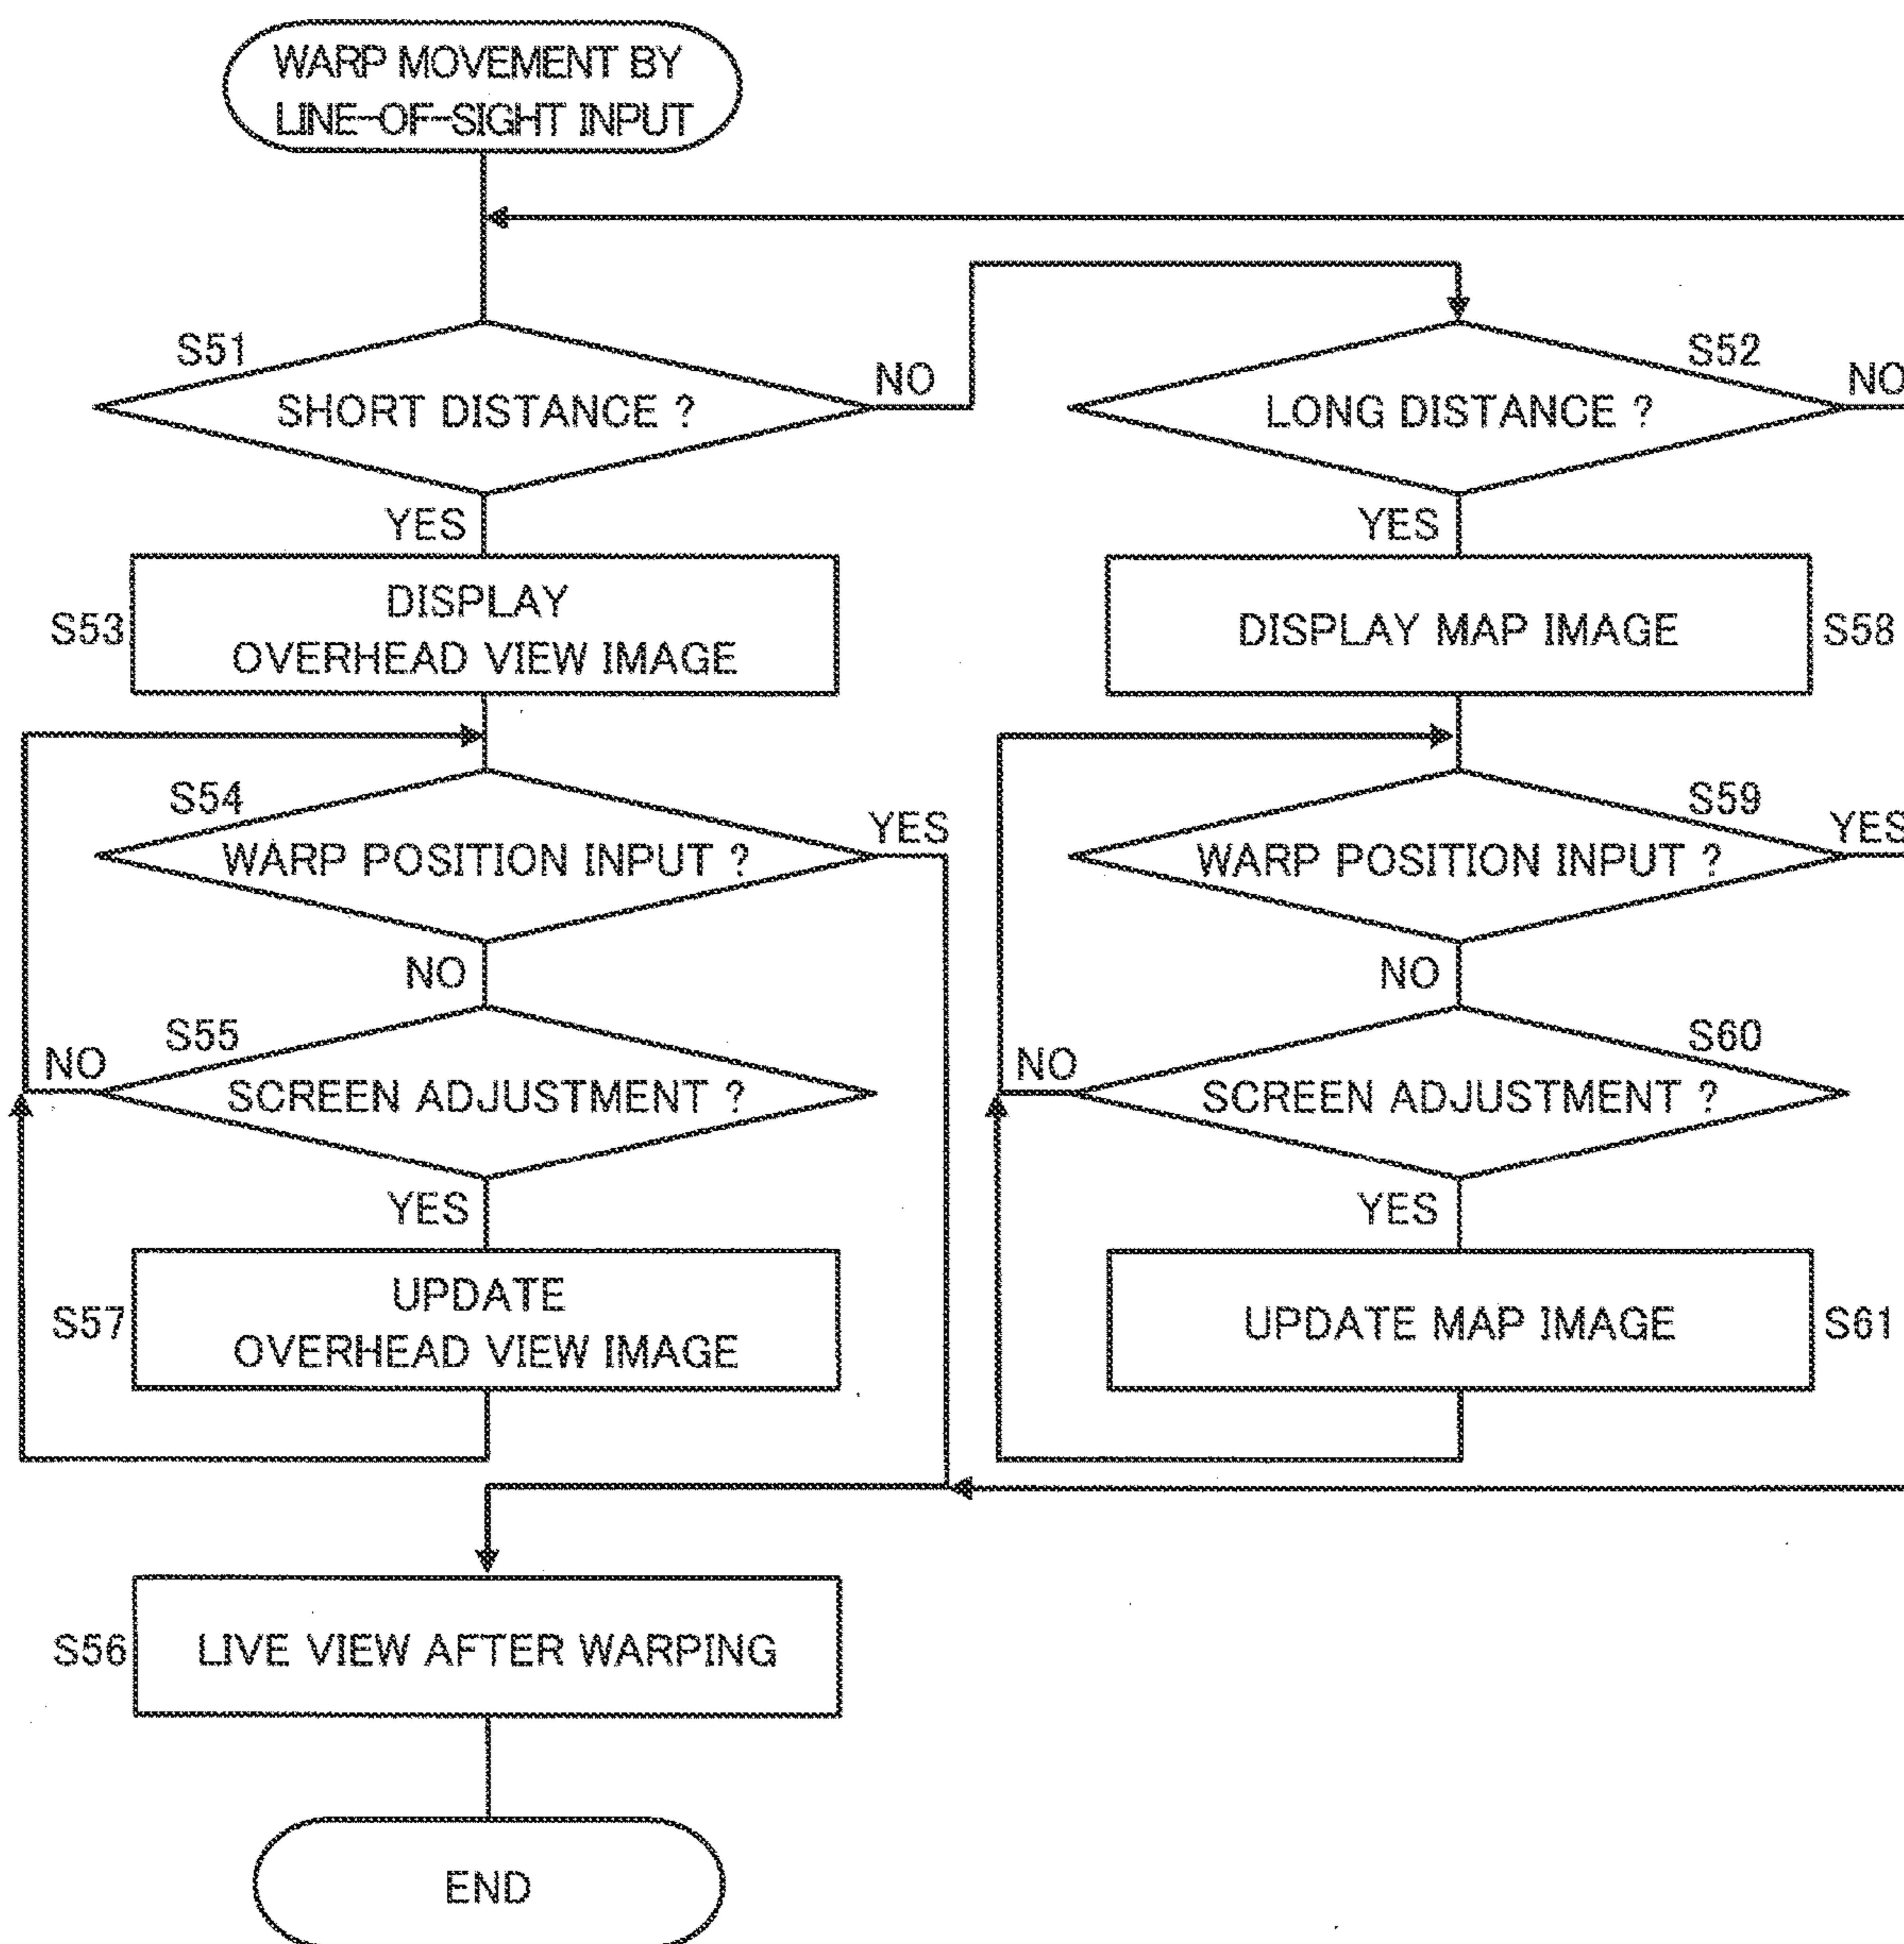 WARP MOVEMENT BY
LINE-OF-SIGHT INPUT
S51
SHORT DISTANCE ?
NO
YES
S52
LONG DISTANCE ?
NO
YES
S53
DISPLAY
OVERHEAD VIEW IMAGE
S58
DISPLAY MAP IMAGE
S54
WARP POSITION INPUT ?
YES
NO
S59
WARP POSITION INPUT ?
YES
NO
S55
SCREEN ADJUSTMENT ?
NO
YES
S60
SCREEN ADJUSTMENT ?
NO
YES
S57
UPDATE
OVERHEAD VIEW IMAGE
S61
UPDATE MAP IMAGE
S56
LIVE VIEW AFTER WARPING
END